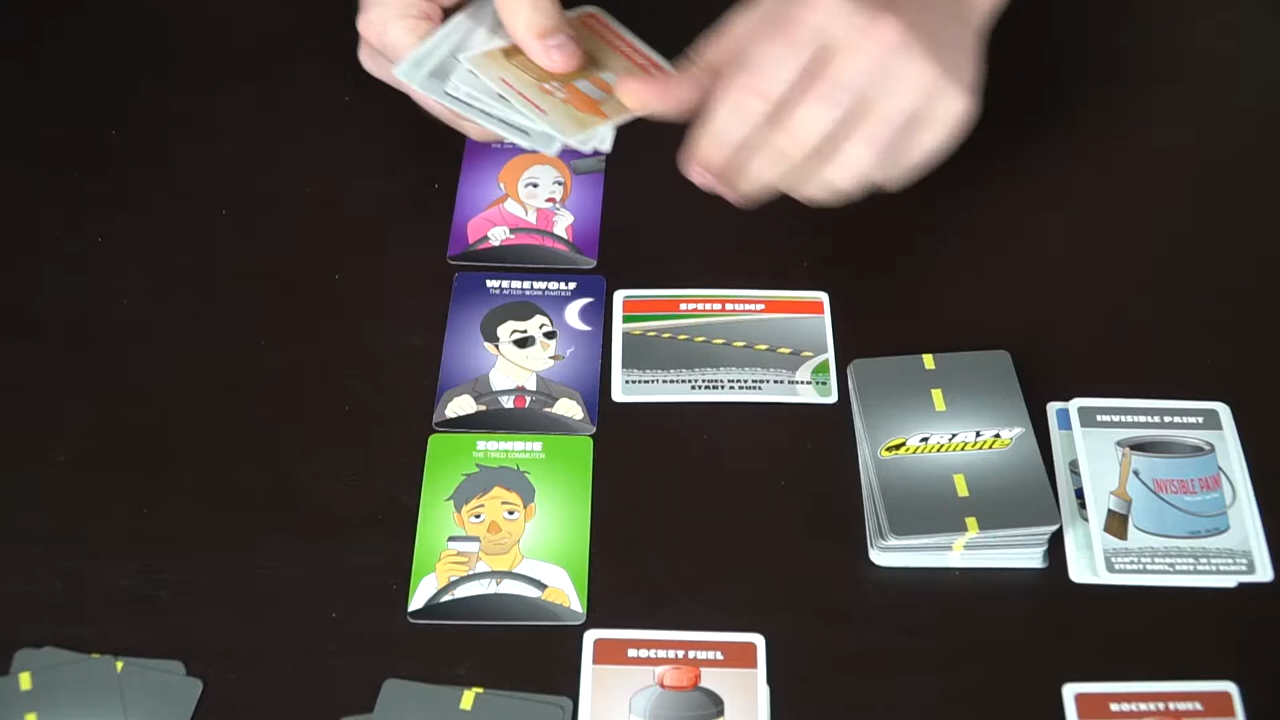 WEREWOLF
THE AFTER-WORK PARTIER
SPEED BUMP
EVENT! ROCKET FUEL MAY NOT BE USED TO
START A DUEL
ZOMBIE
THE TIRED COMMUTER
CRAZY
COMMUTE
INVISIBLE PAINT
INVISIBLE PAINT
CAN'T BE BLOCKED. IF USED TO
START DUEL, ANY MAY BLOCK
ROCKET FUEL
ROCKET FUEL